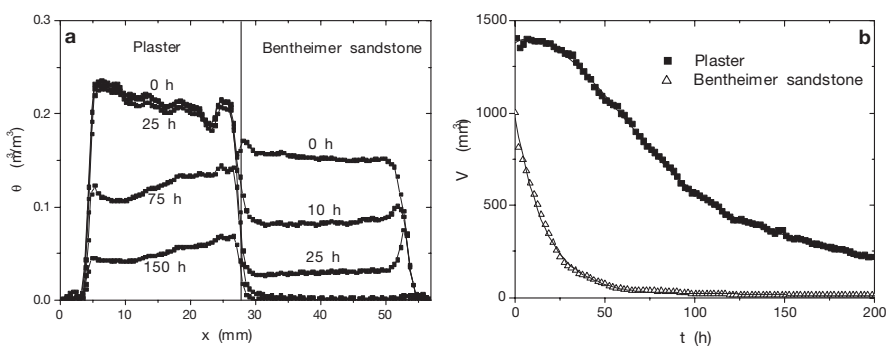 a
Plaster
Bentheimer sandstone
0 h
25 h
75 h
150 h
0 h
10 h
25 h
0.3
0.2
0.1
0.0
θ (m³/m³)
0 10 20 30 40 50
x (mm)
b
Plaster
Bentheimer sandstone
1500
1000
500
0
V (mm³)
0 50 100 150 200
t (h)